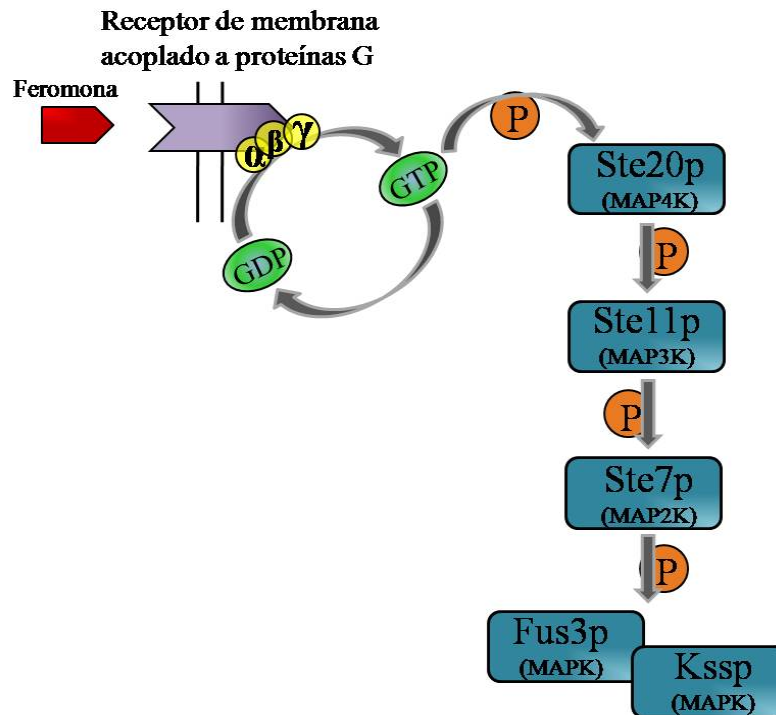 Receptor de membrana
acoplado a proteínas G
Feromona
α
β
γ
GTP
GDP
P
Ste20p
(MAP4K)
P
Ste11p
(MAP3K)
P
Ste7p
(MAP2K)
P
Fus3p
(MAPK)
Kssp
(MAPK)